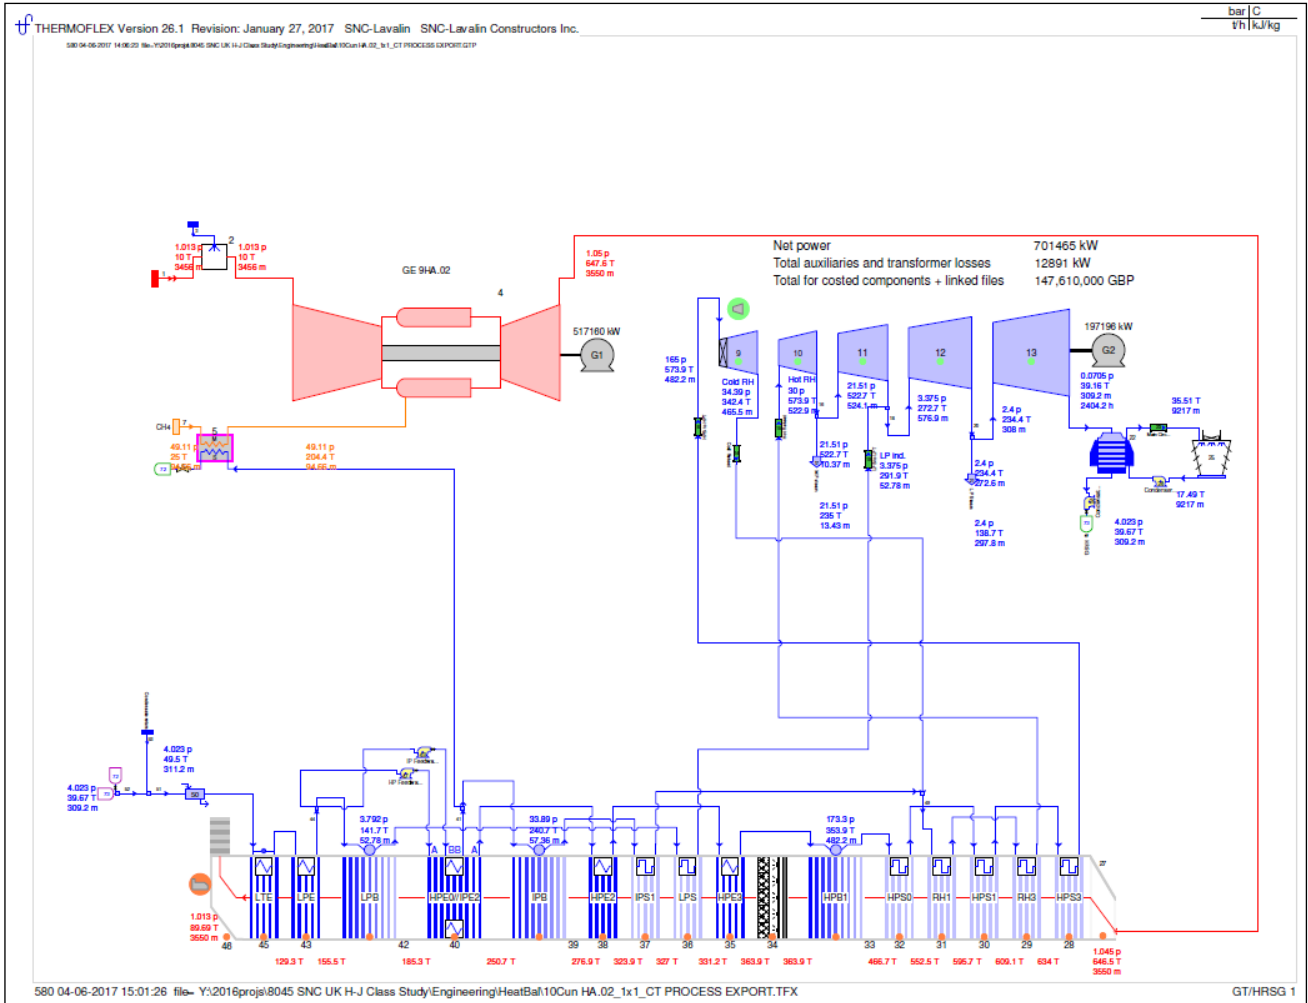 bar C
t/h kJ/kg
THERMOFLEX Version 26.1 Revision: January 27, 2017 SNC-Lavalin SNC-Lavalin Constructors Inc.
Net power 701465 kW
Total auxiliaries and transformer losses 12891 kW
Total for costed components + linked files 147,610,000 GBP
1.013 p
10 T
3456 m
2
1.013 p
10 T
3456 m
1
GE 9HA.02
4
1.05 p
647.6 T
3550 m
517160 kW
G1
197196 kW
G2
9
10
11
12
13
165 p
573.9 T
482.2 m
Cold RH
34.39 p
342.4 T
465.5 m
Hot RH
30 p
573.9 T
522.9 m
21.51 p
522.7 T
524.1 m
3.375 p
272.7 T
576.9 m
2.4 p
234.4 T
308 m
0.0705 p
39.16 T
309.2 m
2404.2 h
35.51 T
9217 m
17.49 T
9217 m
21.51 p
522.7 T
10.37 m
LP ind.
3.375 p
291.9 T
52.78 m
2.4 p
234.4 T
272.6 m
21.51 p
235 T
13.43 m
2.4 p
138.7 T
297.8 m
4.023 p
39.67 T
309.2 m
CH4
7
5
49.11 p
25 T
49.11 p
204.4 T
94.65 m
4.023 p
49.5 T
311.2 m
4.023 p
39.67 T
309.2 m
3.792 p
141.7 T
52.78 m
33.89 p
240.7 T
57.36 m
173.3 p
353.9 T
482.2 m
A BB A
27
LTE LPE LPB HPE0//IPE2 IPB HPE2 IPS1 LPS HPE3 HPB1 HPS0 RH1 HPS1 RH3 HPS3
1.013 p
89.69 T
3550 m
46 45 43 42 40 39 38 37 36 35 34 33 32 31 30 29 28
129.3 T 155.5 T 185.3 T 250.7 T 276.9 T 323.9 T 327 T 331.2 T 363.9 T 363.9 T 466.7 T 552.5 T 595.7 T 609.1 T 634 T
1.045 p
646.5 T
3550 m
580 04-06-2017 15:01:26 file= Y:\2016projs\8045 SNC UK H-J Class Study\Engineering\HeatBal\10Cun HA.02_1x1_CT PROCESS EXPORT.TFX
GT/HRSG 1